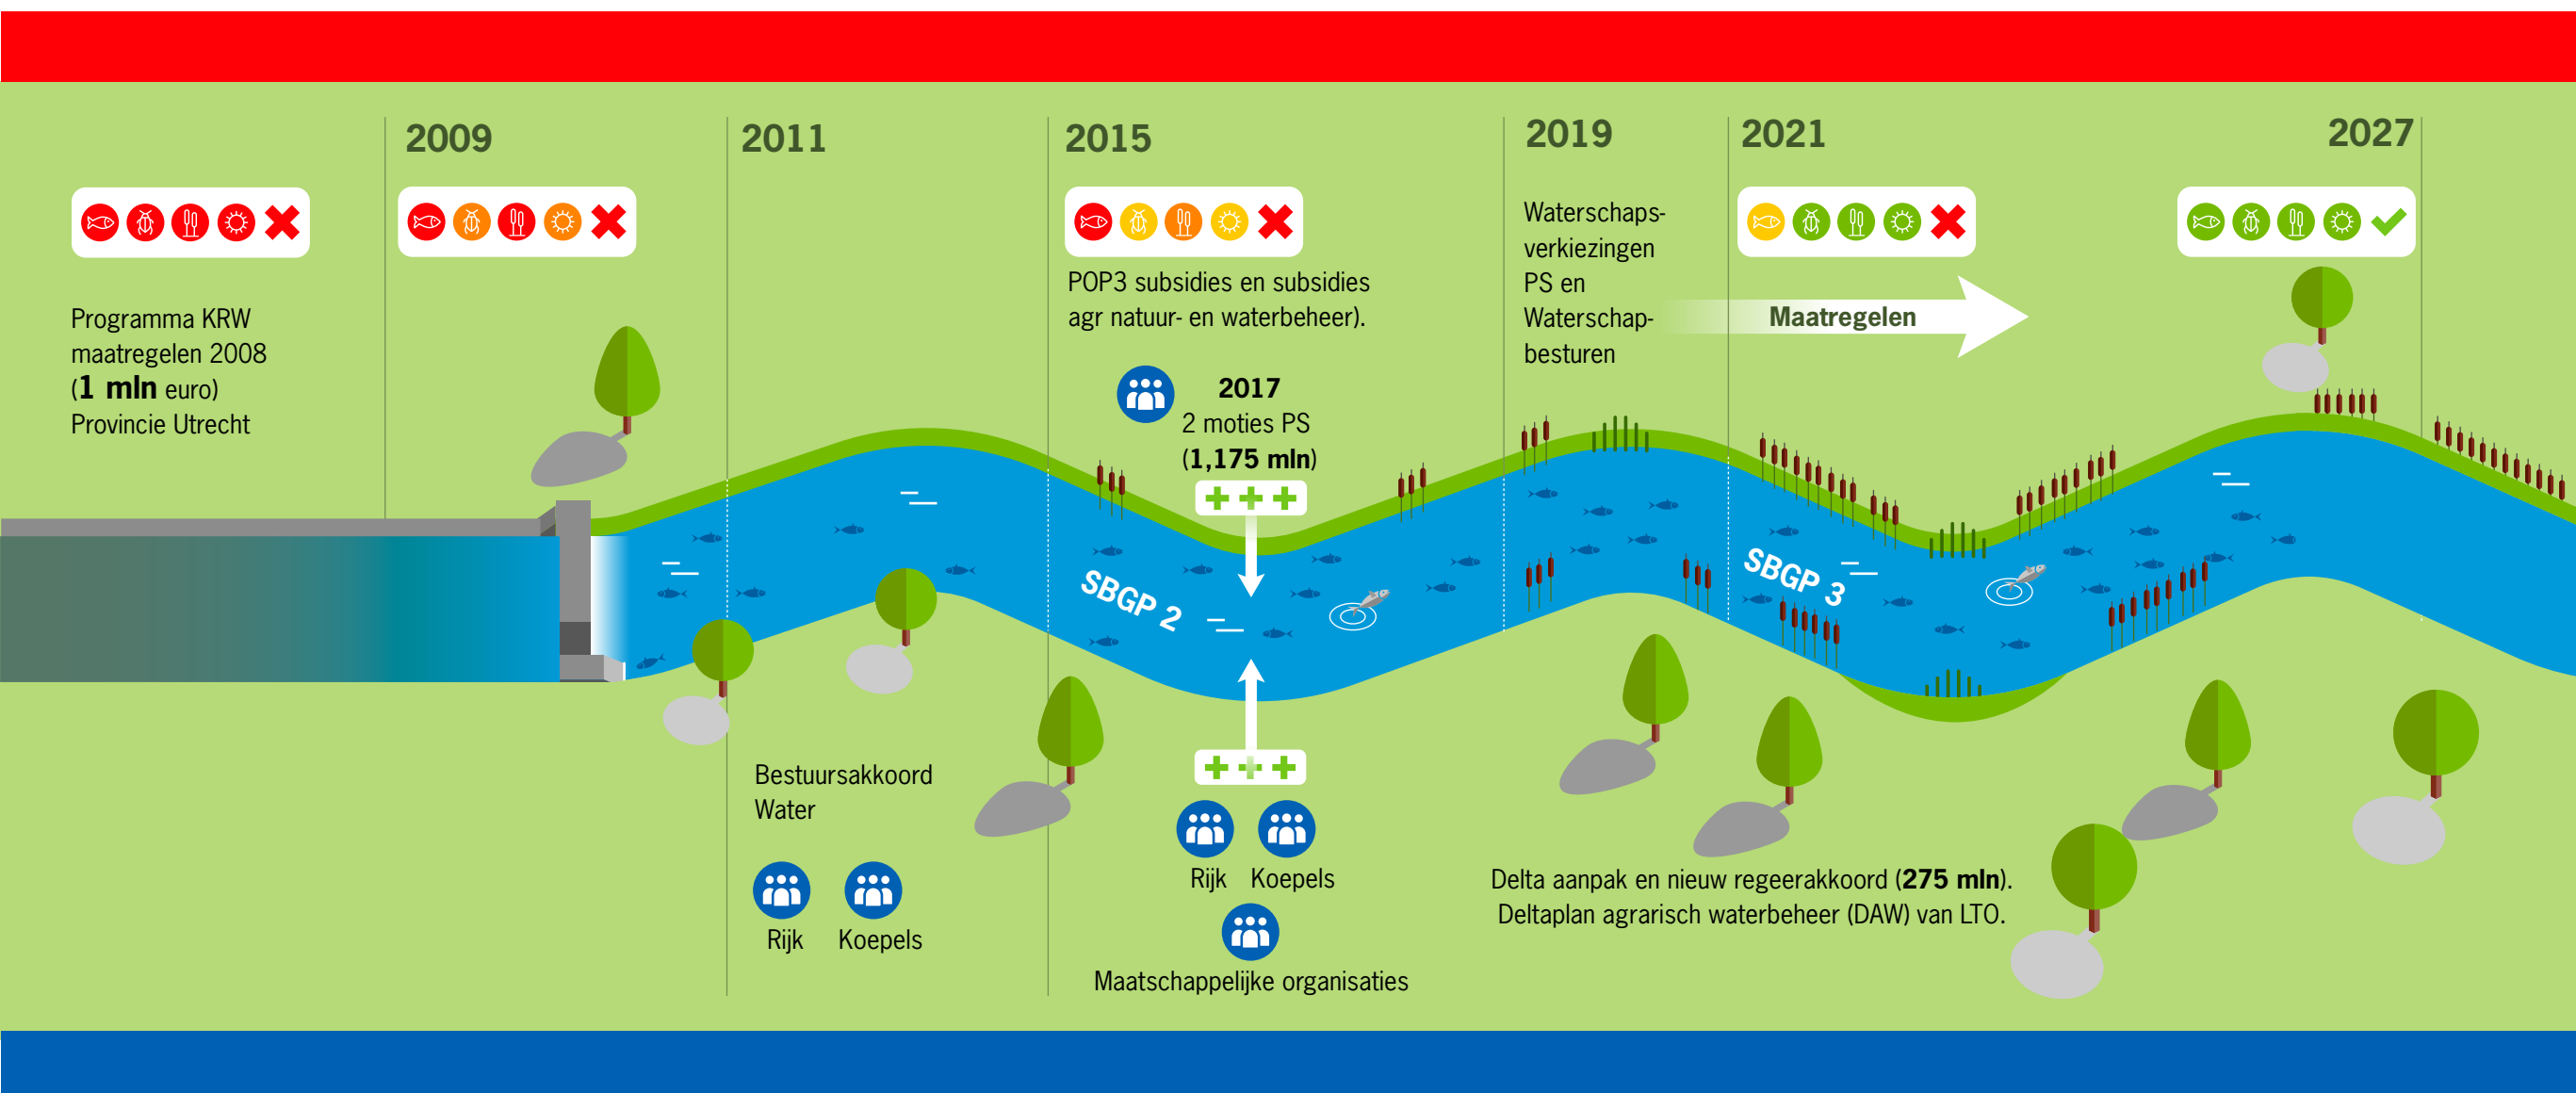 2009
2011
2015
2019
2021
2027
Programma KRW
maatregelen 2008
(1 mln euro)
Provincie Utrecht
POP3 subsidies en subsidies
agr natuur- en waterbeheer).
2017
2 moties PS
(1,175 mln)
Waterschaps-
verkiezingen
PS en
Waterschap-
besturen
Maatregelen
SBGP 2
SBGP 3
Bestuursakkoord
Water
Rijk
Koepels
Rijk
Koepels
Maatschappelijke organisaties
Delta aanpak en nieuw regeerakkoord (275 mln).
Deltaplan agrarisch waterbeheer (DAW) van LTO.